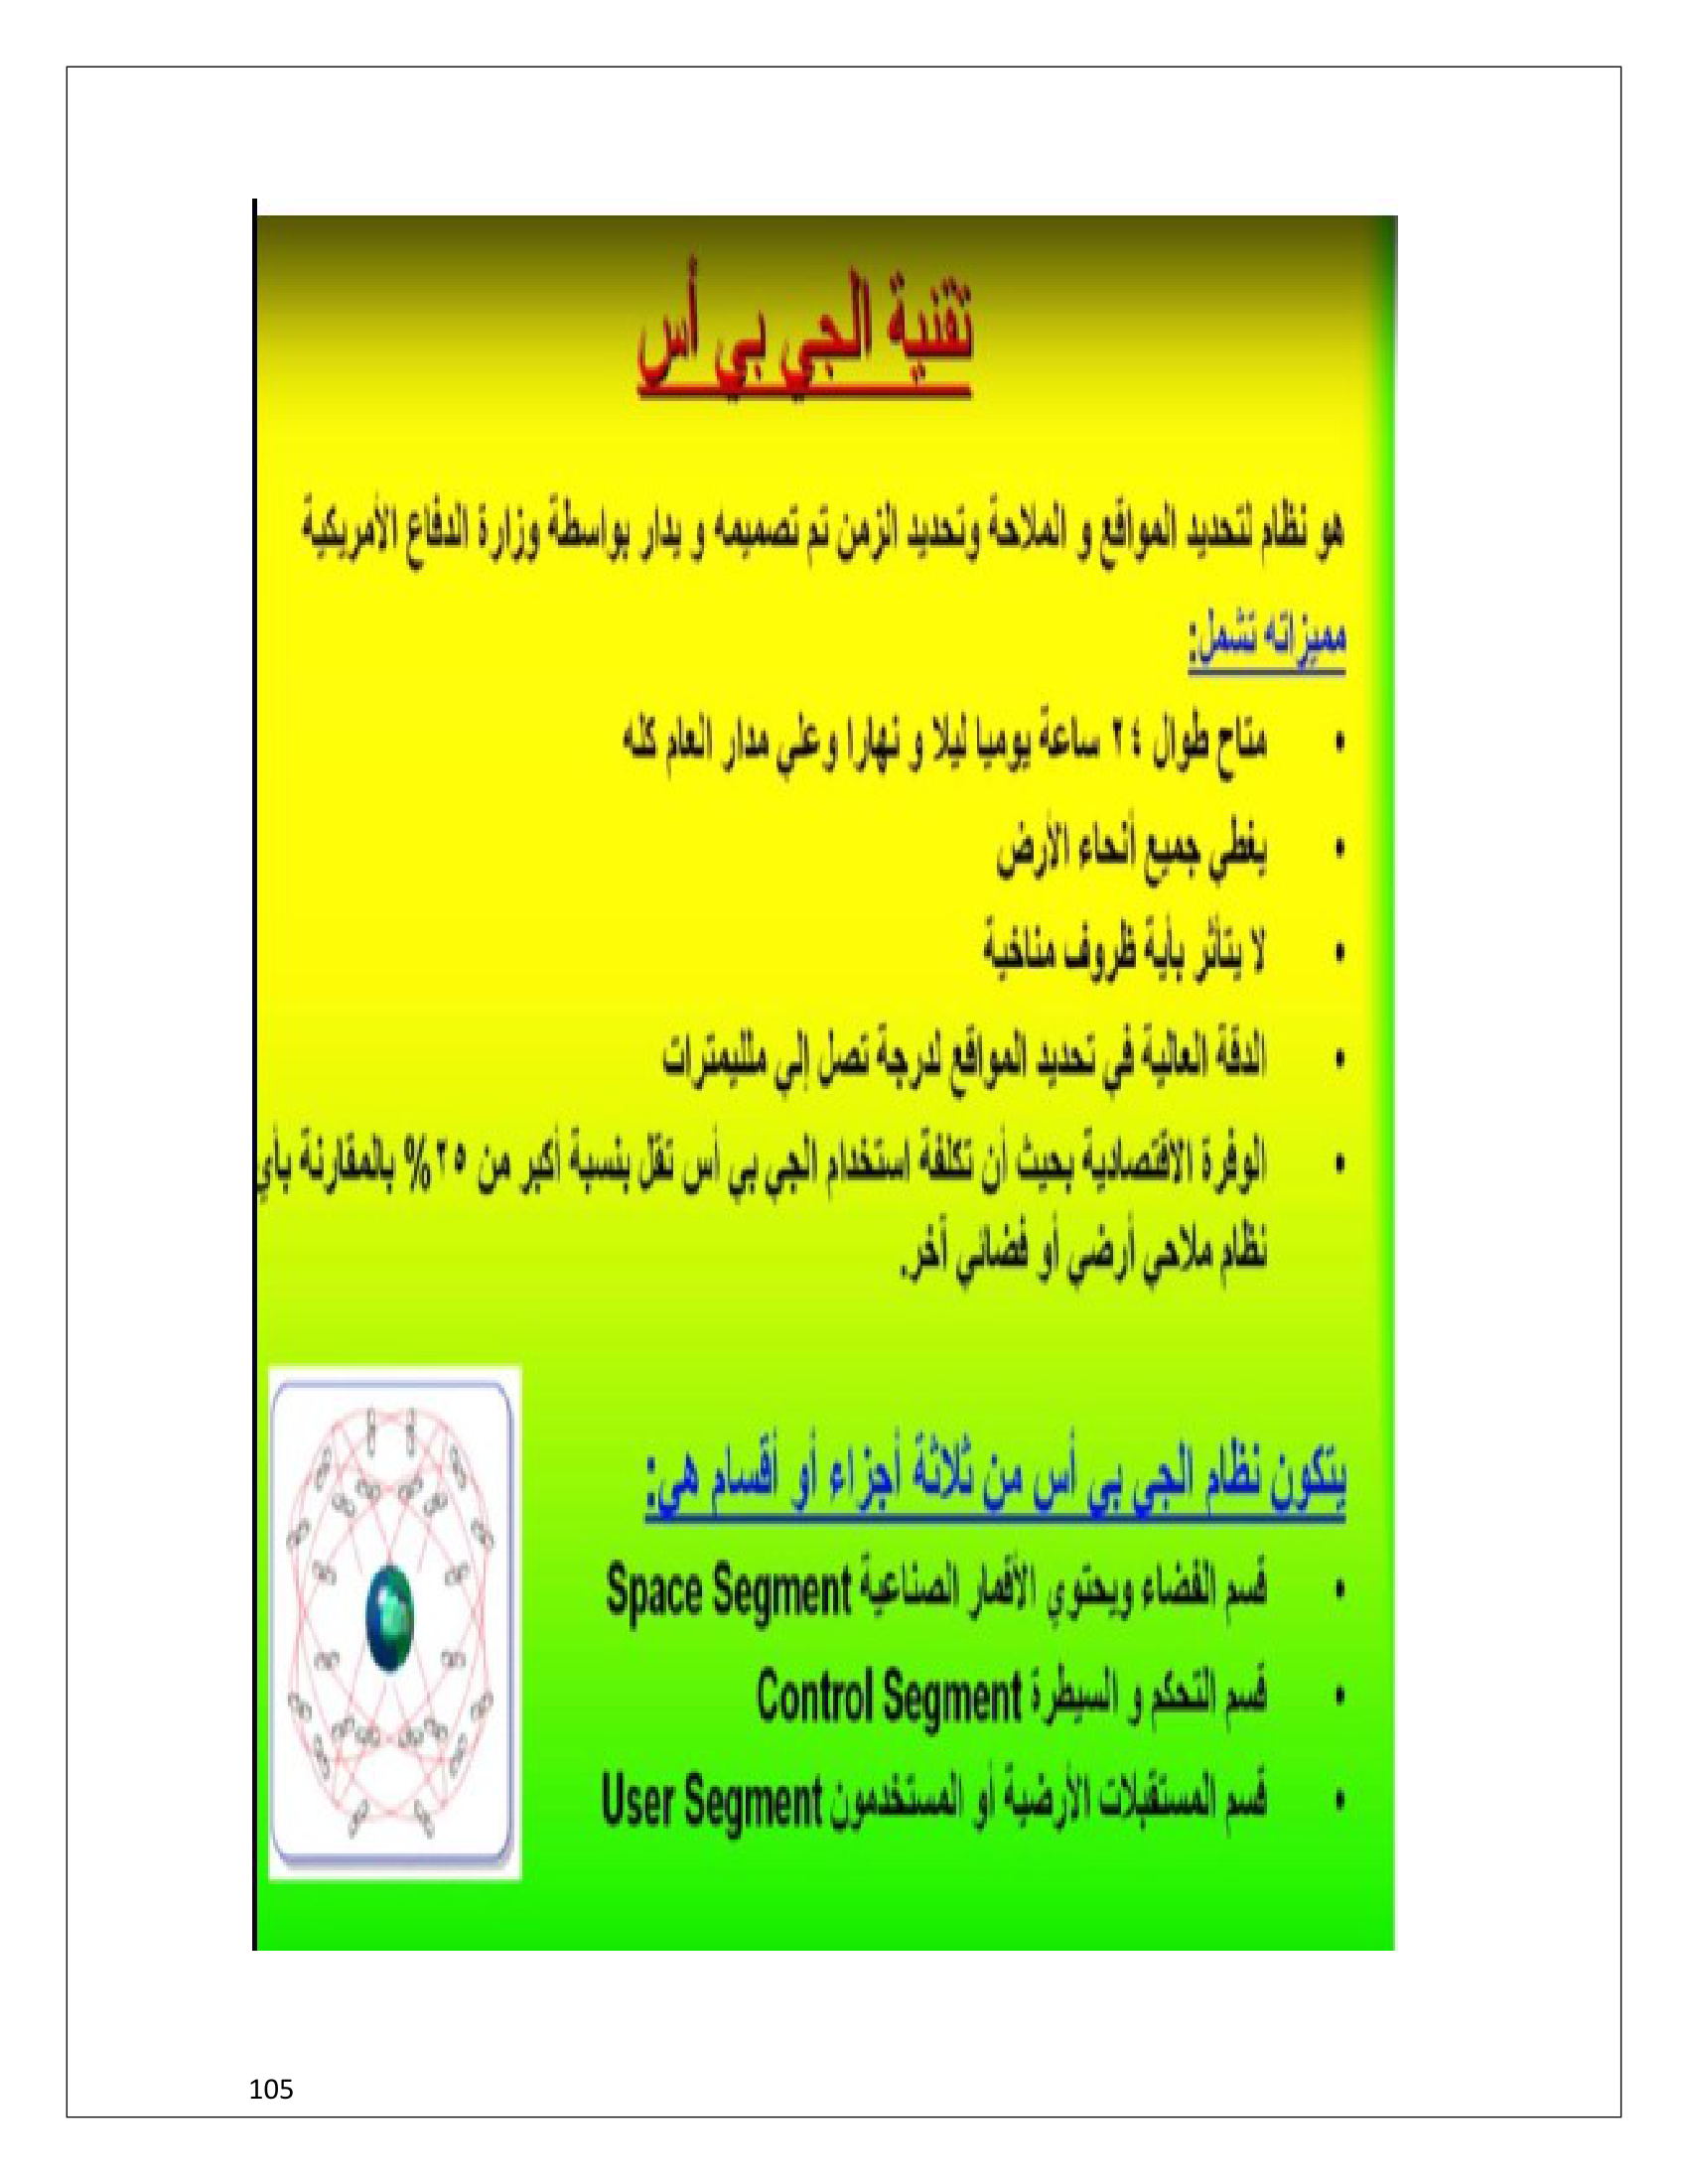 تقنية الجي بي أس
هو نظام لتحديد المواقع و الملاحة وتحديد الزمن تم تصميمه و يدار بواسطة وزارة الدفاع الأمريكية
مميزاته تشمل:
• متاح طوال ٢٤ ساعة يوميا ليلا و نهارا وعلي مدار العام كله
• يغطي جميع أنحاء الأرض
• لا يتأثر بأية ظروف مناخية
• الدقة العالية في تحديد المواقع لدرجة تصل إلي ملليمترات
• الوفرة الاقتصادية بحيث أن تكلفة استخدام الجي بي أس تقل بنسبة أكبر من ٢٥% بالمقارنة بأي
نظام ملاحي أرضي أو فضائي آخر.
يتكون نظام الجي بي أس من ثلاثة أجزاء أو أقسام هي:
• قسم الفضاء ويحتوي الأقمار الصناعية Space Segment
• قسم التحكم و السيطرة Control Segment
• قسم المستقبلات الأرضية أو المستخدمون User Segment
105